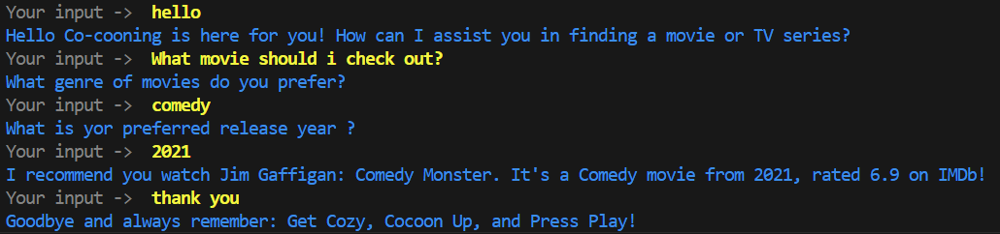 Your input ->  hello
Hello Co-cooning is here for you! How can I assist you in finding a movie or TV series?
Your input ->  What movie should i check out?
What genre of movies do you prefer?
Your input ->  comedy
What is yor preferred release year ?
Your input ->  2021
I recommend you watch Jim Gaffigan: Comedy Monster. It's a Comedy movie from 2021, rated 6.9 on IMDb!
Your input ->  thank you
Goodbye and always remember: Get Cozy, Cocoon Up, and Press Play!